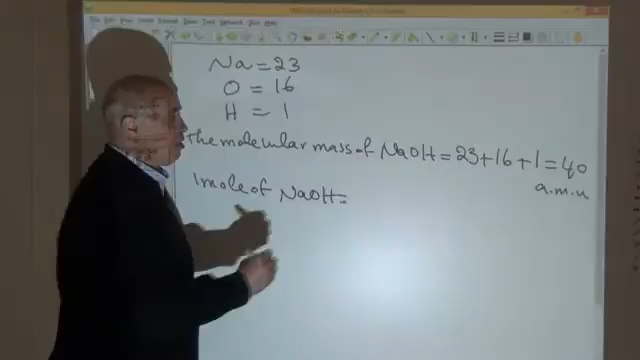 Na = 23
O = 16
H = 1
The molecular mass of NaOH = 23+16+1 = 40
a.m.u
1 mole of NaOH =